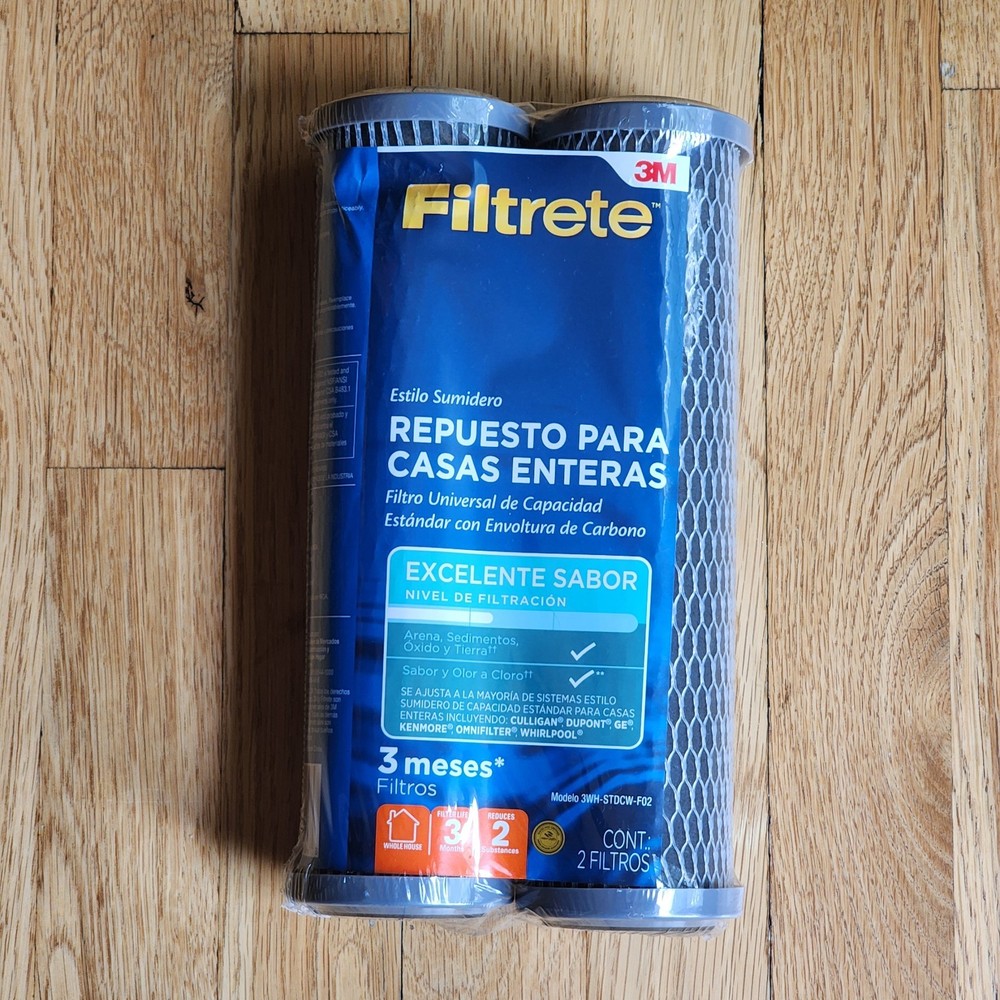 3M
Filtrete™
Estilo Sumidero
REPUESTO PARA
CASAS ENTERAS
Filtro Universal de Capacidad
Estándar con Envoltura de Carbono
EXCELENTE SABOR
NIVEL DE FILTRACIÓN
Arena, Sedimentos,
Óxido y Tierra††
Sabor y Olor a Cloro††
**
SE AJUSTA A LA MAYORÍA DE SISTEMAS ESTILO
SUMIDERO DE CAPACIDAD ESTÁNDAR PARA CASAS
ENTERAS INCLUYENDO: CULLIGAN®, DUPONT®, GE®,
KENMORE®, OMNIFILTER®, WHIRLPOOL®
3 meses*
Filtros
Modelo 3WH-STDCW-F02
WHOLE HOUSE
FILTER LIFE
3
Months
REDUCES
2
Substances
CONT.:
2 FILTROS